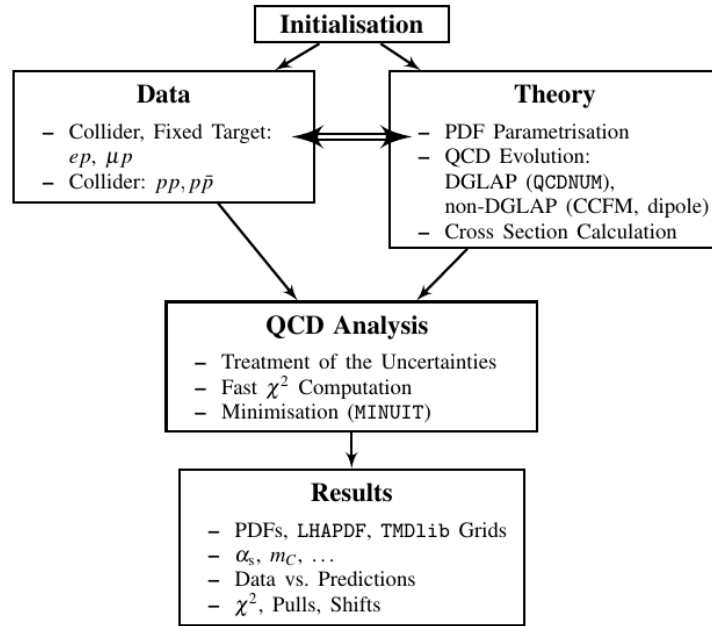 Initialisation
Data
– Collider, Fixed Target:
ep, μp
– Collider: pp, pp̄
Theory
– PDF Parametrisation
– QCD Evolution:
DGLAP (QCDNUM),
non-DGLAP (CCFM, dipole)
– Cross Section Calculation
QCD Analysis
– Treatment of the Uncertainties
– Fast χ² Computation
– Minimisation (MINUIT)
Results
– PDFs, LHAPDF, TMDlib Grids
– αₛ, m_C, …
– Data vs. Predictions
– χ², Pulls, Shifts